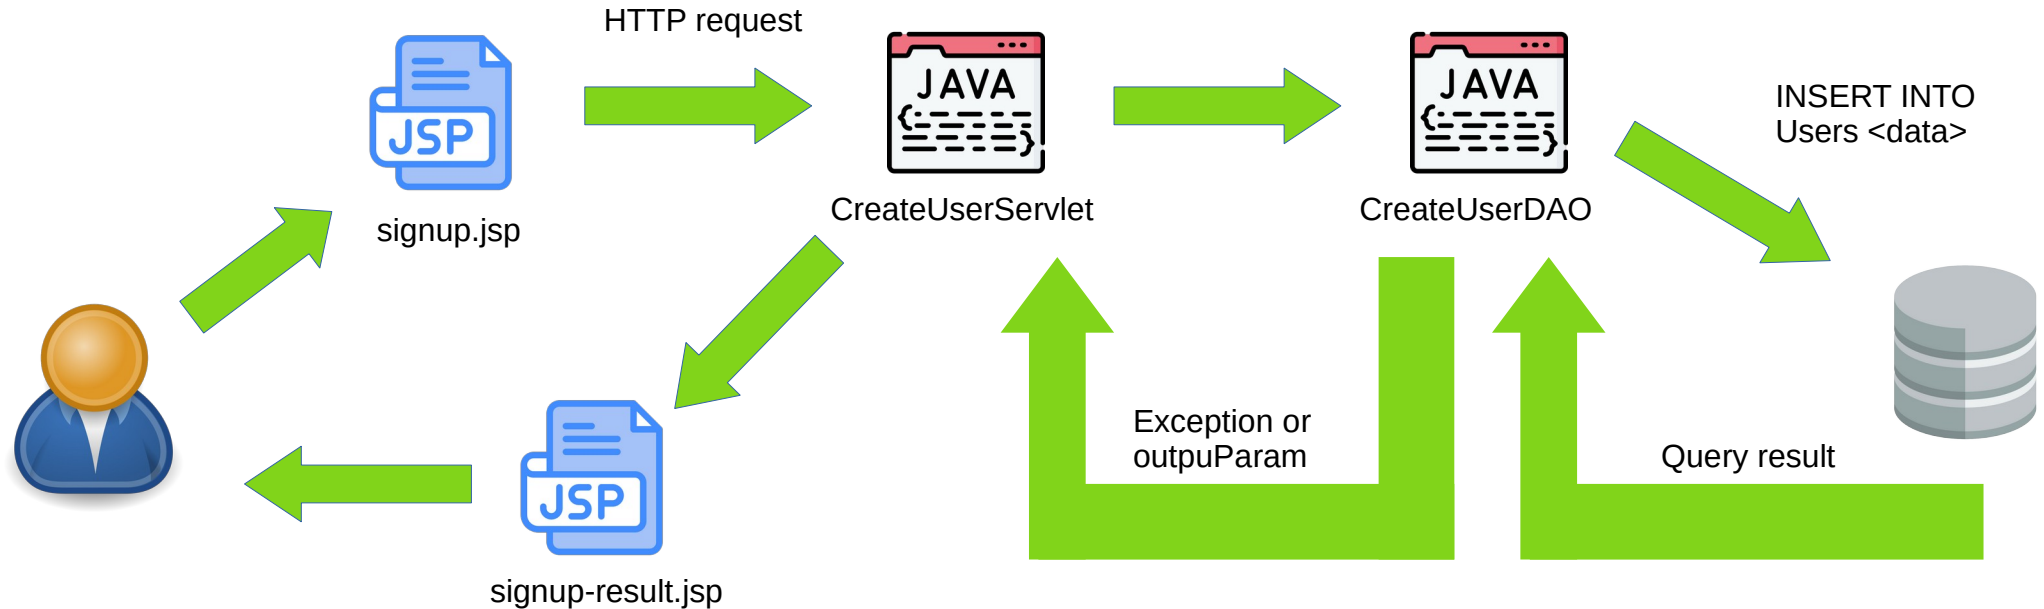 HTTP request
JSP
signup.jsp
JAVA
CreateUserServlet
JAVA
CreateUserDAO
INSERT INTO
Users <data>
Exception or
outpuParam
Query result
JSP
signup-result.jsp